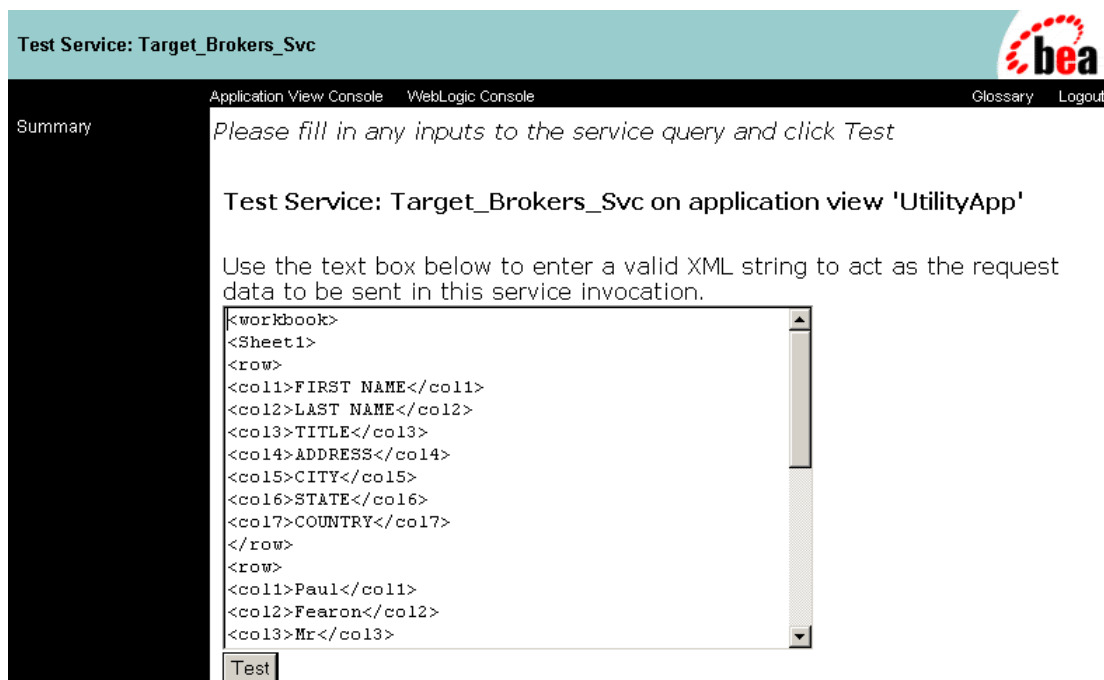 Test Service: Target_Brokers_Svc
bea
Application View Console WebLogic Console Glossary Logout
Summary
Please fill in any inputs to the service query and click Test
Test Service: Target_Brokers_Svc on application view 'UtilityApp'
Use the text box below to enter a valid XML string to act as the request
data to be sent in this service invocation.
<workbook>
<Sheet1>
<row>
<col1>FIRST NAME</col1>
<col2>LAST NAME</col2>
<col3>TITLE</col3>
<col4>ADDRESS</col4>
<col5>CITY</col5>
<col6>STATE</col6>
<col7>COUNTRY</col7>
</row>
<row>
<col1>Paul</col1>
<col2>Fearon</col2>
<col3>Mr</col3>
Test